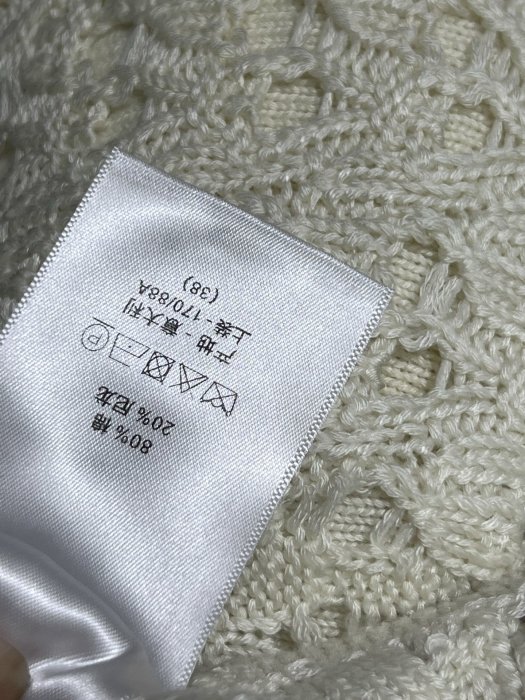 80% 棉
20% 尼龙
P
产地 - 意大利
上装 - 170/88A
(38)